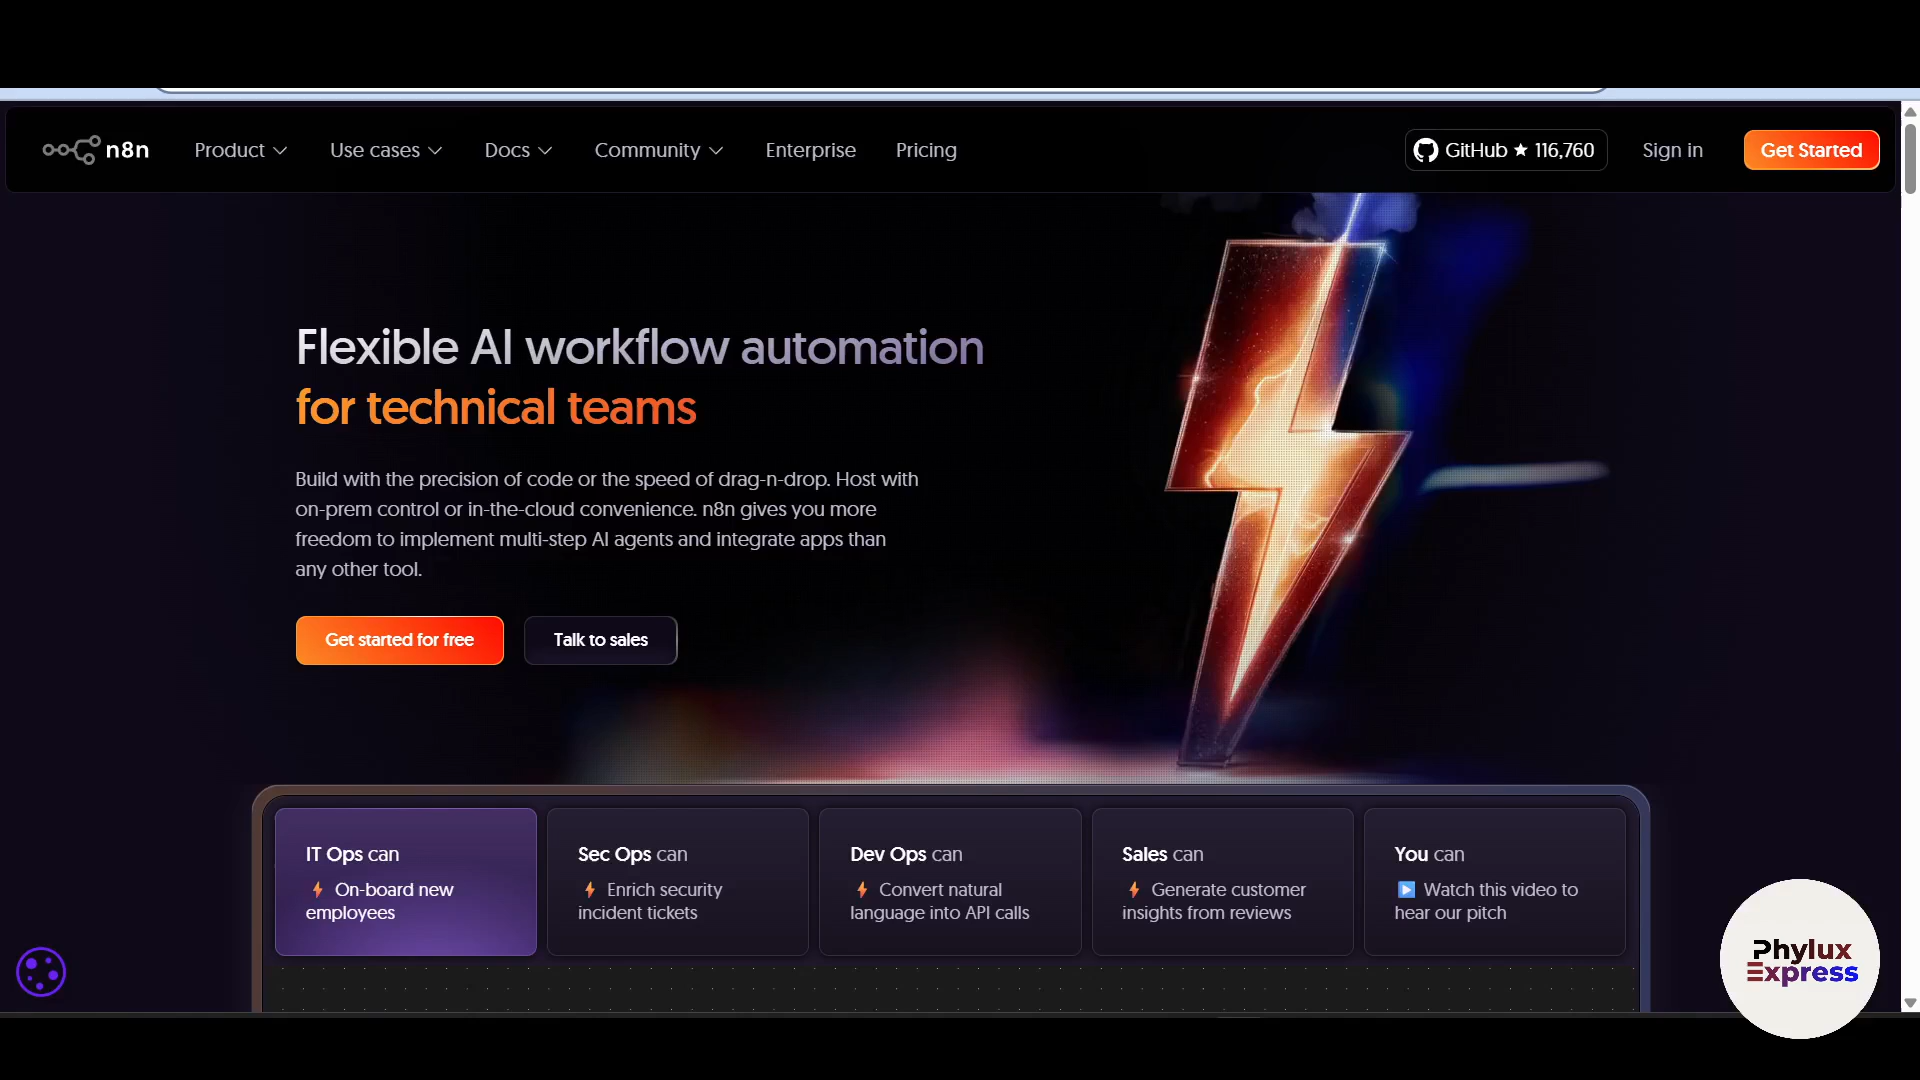 n8n
Product
Use cases
Docs
Community
Enterprise
Pricing
GitHub ★ 116,760
Sign in
Get Started
Flexible AI workflow automation
for technical teams
Build with the precision of code or the speed of drag-n-drop. Host with
on-prem control or in-the-cloud convenience. n8n gives you more
freedom to implement multi-step AI agents and integrate apps than
any other tool.
Get started for free
Talk to sales
IT Ops can
On-board new
employees
Sec Ops can
Enrich security
incident tickets
Dev Ops can
Convert natural
language into API calls
Sales can
Generate customer
insights from reviews
You can
Watch this video to
hear our pitch
Phylux
Express